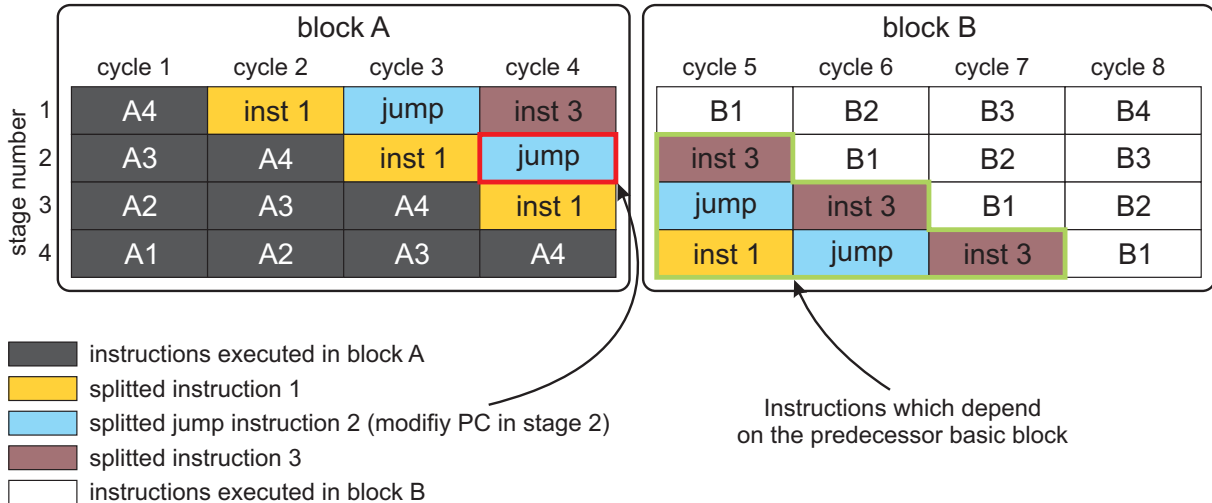 block A
block B
cycle 1 cycle 2 cycle 3 cycle 4 cycle 5 cycle 6 cycle 7 cycle 8
stage number
1 A4 inst 1 jump inst 3 B1 B2 B3 B4
2 A3 A4 inst 1 jump inst 3 B1 B2 B3
3 A2 A3 A4 inst 1 jump inst 3 B1 B2
4 A1 A2 A3 A4 inst 1 jump inst 3 B1
instructions executed in block A
splitted instruction 1
splitted jump instruction 2 (modifiy PC in stage 2)
splitted instruction 3
instructions executed in block B
Instructions which depend
on the predecessor basic block